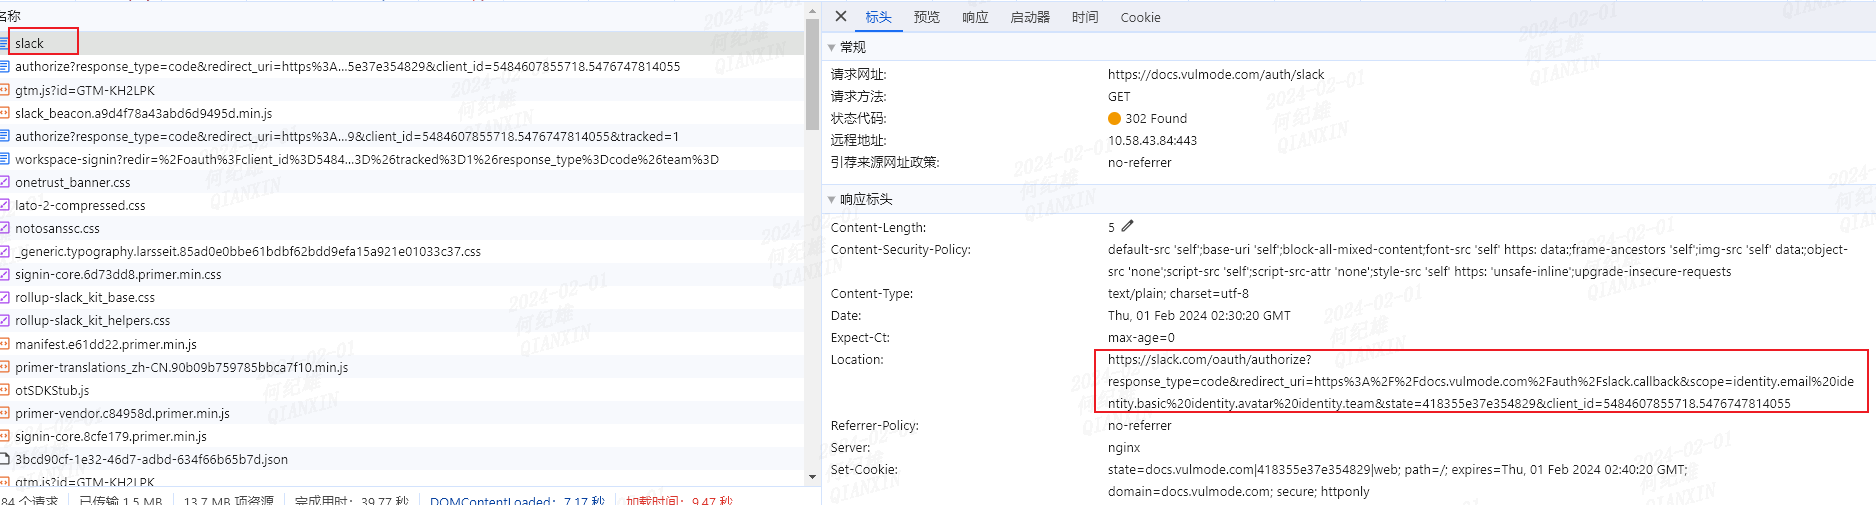 名称
slack
authorize?response_type=code&redirect_uri=https%3A...5e37e354829&client_id=5484607855718.5476747814055
gtm.js?id=GTM-KH2LPK
slack_beacon.a9d4f78a43abd6d9495d.min.js
authorize?response_type=code&redirect_uri=https%3A...9&client_id=5484607855718.5476747814055&tracked=1
workspace-signin?redir=%2Foauth%3Fclient_id%3D5484...3D%26tracked%3D1%26response_type%3Dcode%26team%3D
onetrust_banner.css
lato-2-compressed.css
notosanssc.css
_generic.typography.larsseit.85ad0e0bbe61bdbf62bdd9efa15a921e01033c37.css
signin-core.6d73dd8.primer.min.css
rollup-slack_kit_base.css
rollup-slack_kit_helpers.css
manifest.e61dd22.primer.min.js
primer-translations_zh-CN.90b09b759785bbca7f10.min.js
otSDKStub.js
primer-vendor.c84958d.primer.min.js
signin-core.8cfe179.primer.min.js
3bcd90cf-1e32-46d7-adbd-634f66b65b7d.json
gtm.js?id=GTM-KH2LPK
84 个请求 已传输 1.5 MB 13.7 MB 项资源 完成用时：39.77 秒 DOMContentLoaded：7.17 秒 加载时间：9.47 秒
标头 预览 响应 启动器 时间 Cookie
常规
请求网址: https://docs.vulmode.com/auth/slack
请求方法: GET
状态代码: 302 Found
远程地址: 10.58.43.84:443
引荐来源网址政策: no-referrer
响应标头
Content-Length: 5
Content-Security-Policy: default-src 'self';base-uri 'self';block-all-mixed-content;font-src 'self' https: data:;frame-ancestors 'self';img-src 'self' data:;object-
src 'none';script-src 'self';script-src-attr 'none';style-src 'self' https: 'unsafe-inline';upgrade-insecure-requests
Content-Type: text/plain; charset=utf-8
Date: Thu, 01 Feb 2024 02:30:20 GMT
Expect-Ct: max-age=0
Location: https://slack.com/oauth/authorize?
response_type=code&redirect_uri=https%3A%2F%2Fdocs.vulmode.com%2Fauth%2Fslack.callback&scope=identity.email%20ide
ntity.basic%20identity.avatar%20identity.team&state=418355e37e354829&client_id=5484607855718.5476747814055
Referrer-Policy: no-referrer
Server: nginx
Set-Cookie: state=docs.vulmode.com|418355e37e354829|web; path=/; expires=Thu, 01 Feb 2024 02:40:20 GMT;
domain=docs.vulmode.com; secure; httponly
2024-02-01
何纪雄
QIANXIN